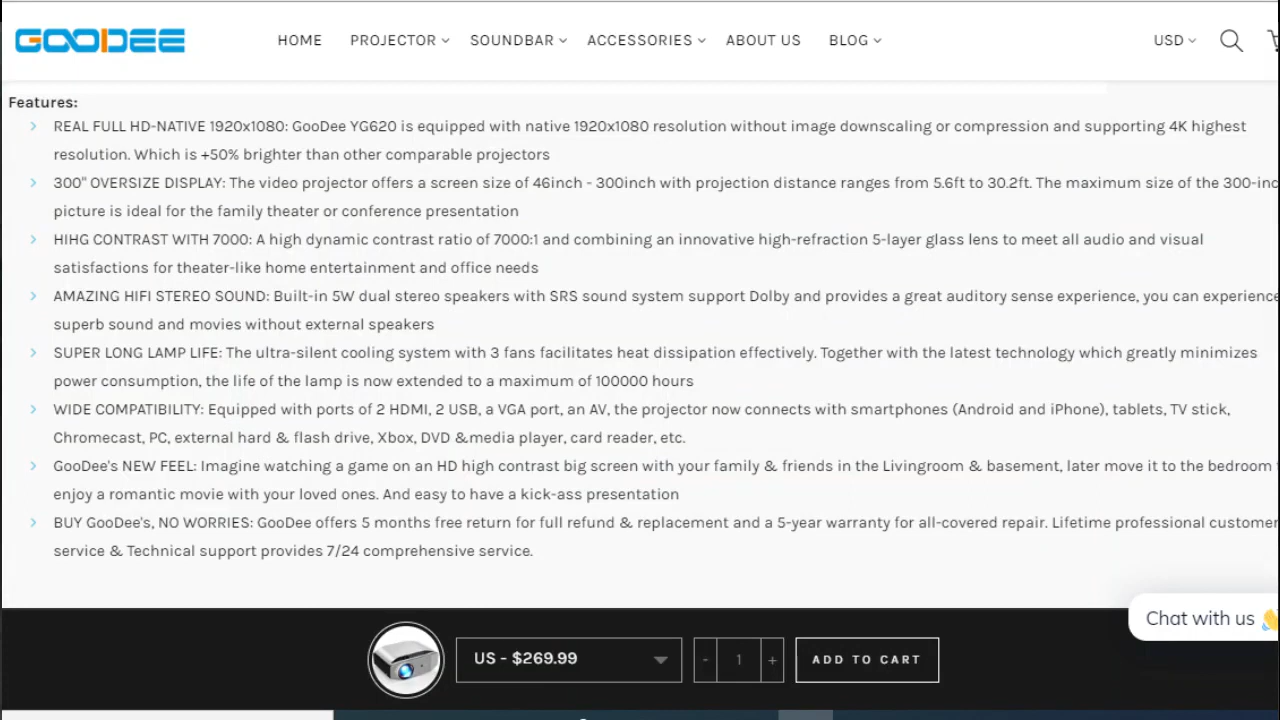 GOODEE HOME PROJECTOR SOUNDBAR ACCESSORIES ABOUT US BLOG USD
Features:
REAL FULL HD-NATIVE 1920x1080: GooDee YG620 is equipped with native 1920x1080 resolution without image downscaling or compression and supporting 4K highest
resolution. Which is +50% brighter than other comparable projectors
300" OVERSIZE DISPLAY: The video projector offers a screen size of 46inch - 300inch with projection distance ranges from 5.6ft to 30.2ft. The maximum size of the 300-inc
picture is ideal for the family theater or conference presentation
HIHG CONTRAST WITH 7000: A high dynamic contrast ratio of 7000:1 and combining an innovative high-refraction 5-layer glass lens to meet all audio and visual
satisfactions for theater-like home entertainment and office needs
AMAZING HIFI STEREO SOUND: Built-in 5W dual stereo speakers with SRS sound system support Dolby and provides a great auditory sense experience, you can experience
superb sound and movies without external speakers
SUPER LONG LAMP LIFE: The ultra-silent cooling system with 3 fans facilitates heat dissipation effectively. Together with the latest technology which greatly minimizes
power consumption, the life of the lamp is now extended to a maximum of 100000 hours
WIDE COMPATIBILITY: Equipped with ports of 2 HDMI, 2 USB, a VGA port, an AV, the projector now connects with smartphones (Android and iPhone), tablets, TV stick,
Chromecast, PC, external hard & flash drive, Xbox, DVD &media player, card reader, etc.
GooDee's NEW FEEL: Imagine watching a game on an HD high contrast big screen with your family & friends in the Livingroom & basement, later move it to the bedroom
enjoy a romantic movie with your loved ones. And easy to have a kick-ass presentation
BUY GooDee's, NO WORRIES: GooDee offers 5 months free return for full refund & replacement and a 5-year warranty for all-covered repair. Lifetime professional customer
service & Technical support provides 7/24 comprehensive service.
Chat with us
US - $269.99 - 1 + ADD TO CART